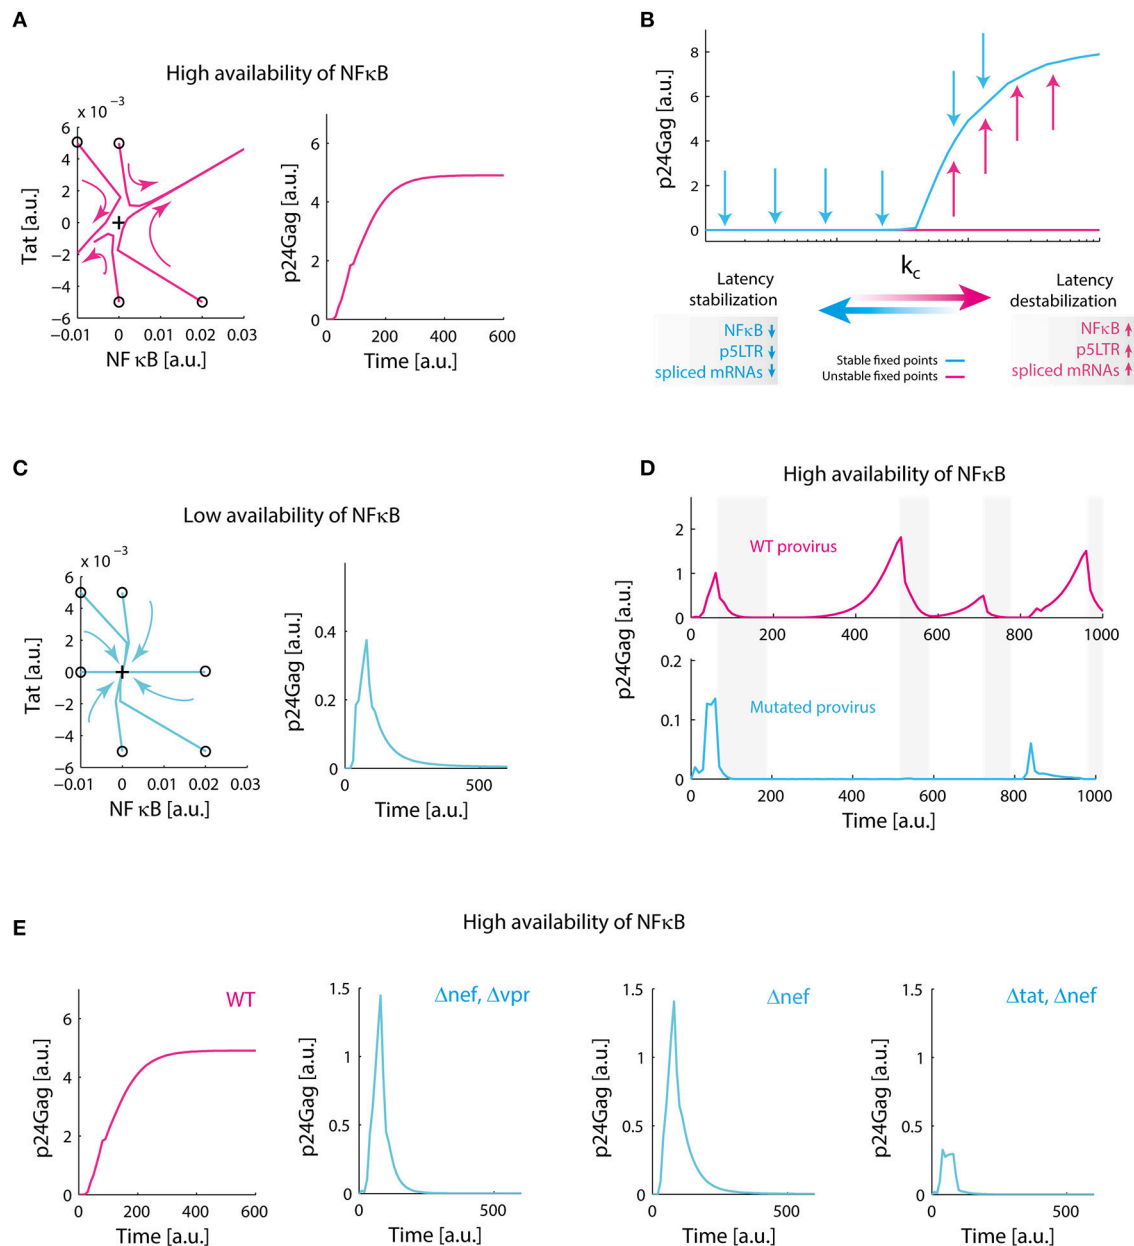 A
High availability of NFκB
x 10 −3
6
4
2
0
−2
−4
−6
Tat [a.u.]
-0.01
0
0.01
0.02
0.03
NF κB [a.u.]
6
4
2
0
p24Gag [a.u.]
0
200
400
600
Time [a.u.]
B
8
6
4
2
0
p24Gag [a.u.]
kc
Latency
stabilization
NFκB
p5LTR
spliced mRNAs
Stable fixed points
Unstable fixed points
Latency
destabilization
NFκB
p5LTR
spliced mRNAs
C
Low availability of NFκB
x 10 −3
6
4
2
0
−2
−4
−6
Tat [a.u.]
-0.01
0
0.01
0.02
0.03
NF κB [a.u.]
0.4
0.2
0
p24Gag [a.u.]
0
500
Time [a.u.]
D
High availability of NFκB
2
1
0
WT provirus
0
200
400
600
800
1000
p24Gag [a.u.]
0.2
0.1
0
Mutated provirus
0
200
400
600
800
1000
Time [a.u.]
E
High availability of NFκB
WT
6
4
2
0
p24Gag [a.u.]
0
200
400
600
Time [a.u.]
Δnef, Δvpr
1.5
1
0.5
0
p24Gag [a.u.]
0
500
Time [a.u.]
Δnef
1.5
1
0.5
0
p24Gag [a.u.]
0
500
Time [a.u.]
Δtat, Δnef
1.5
1
0.5
0
p24Gag [a.u.]
0
500
Time [a.u.]